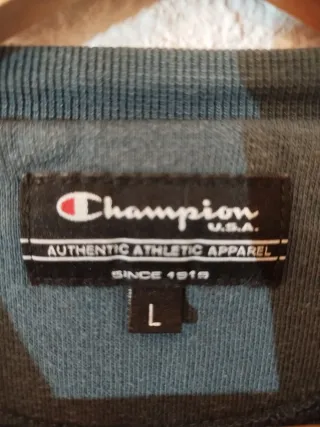 Champion
U.S.A.
AUTHENTIC ATHLETIC APPAREL
SINCE 1919
L